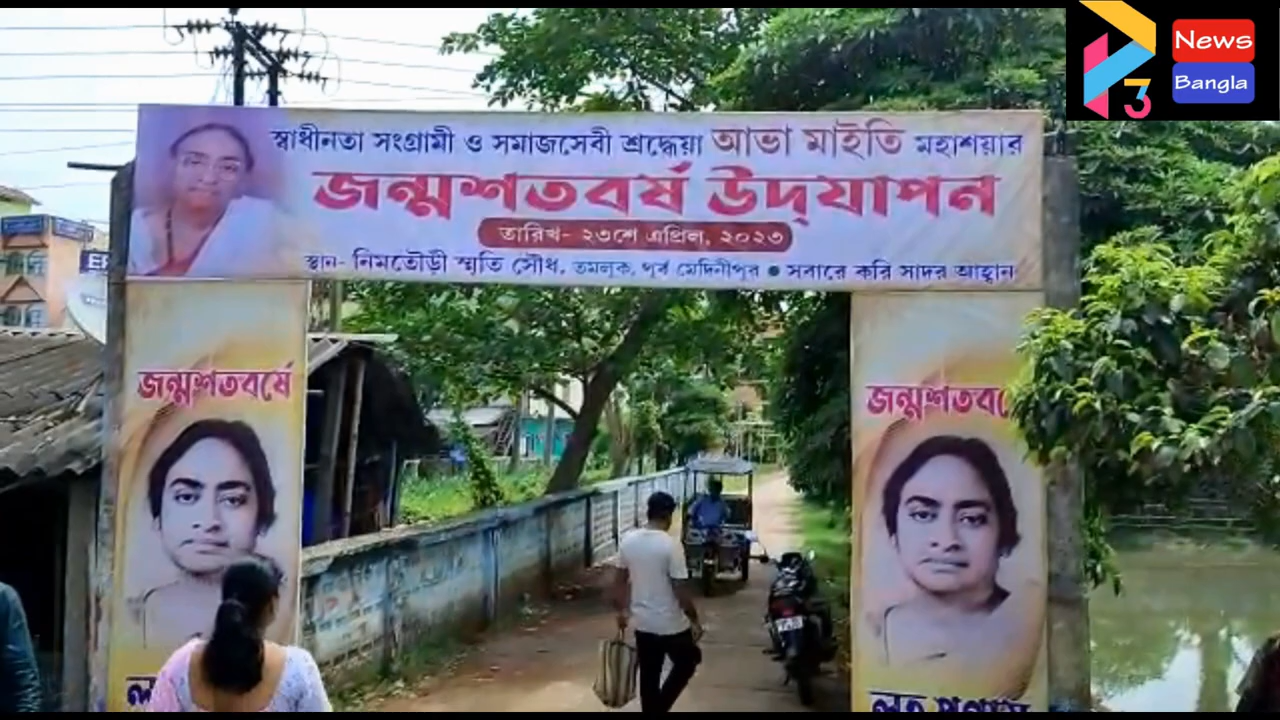 News
Bangla
3
স্বাধীনতা সংগ্রামী ও সমাজসেবী শ্রদ্ধেয়া আভা মাইতি মহাশয়ার
জন্মশতবর্ষ উদ্‌যাপন
তারিখ- ২৩শে এপ্রিল, ২০২৩
স্থান- নিমতৌড়ী স্মৃতি সৌধ, তমলুক, পূর্ব মেদিনীপুর ● সবারে করি সাদর আহ্বান
জন্মশতবর্ষে
জন্মশতবর্ষে